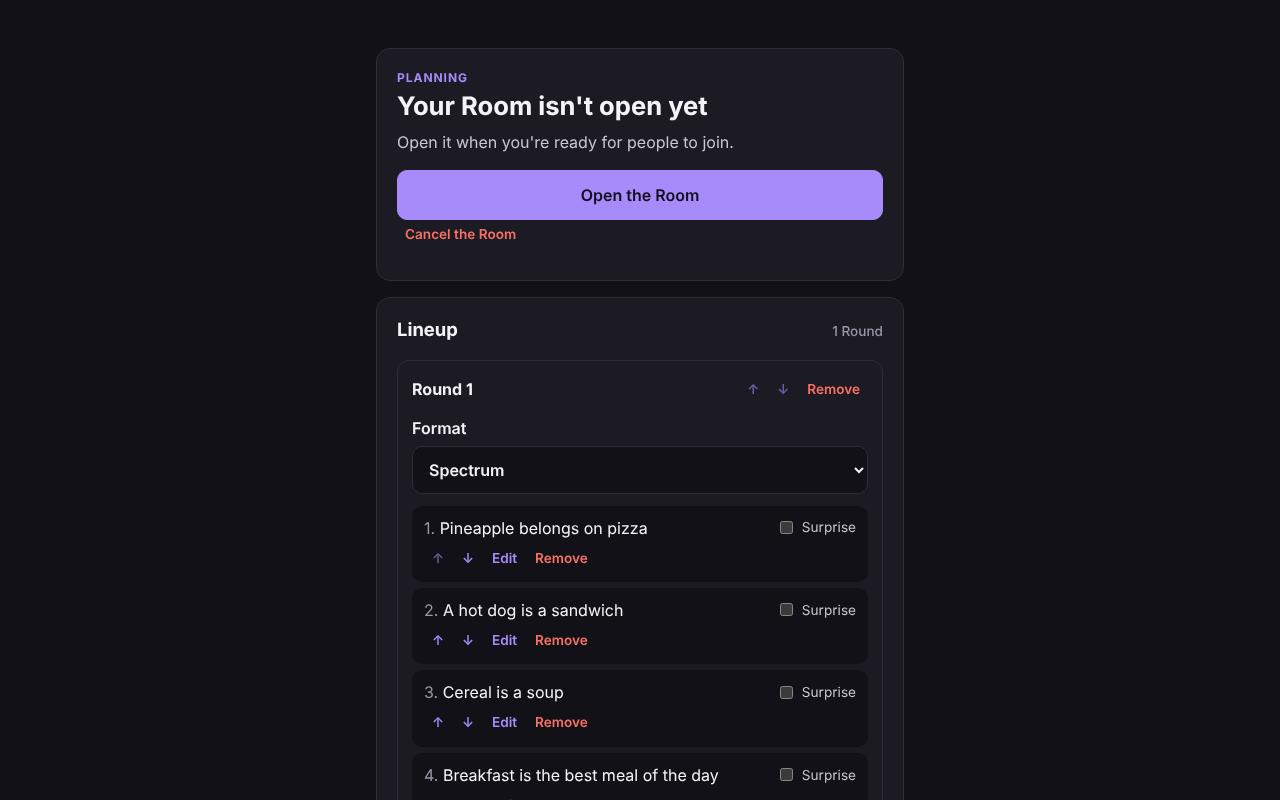 PLANNING
Your Room isn't open yet
Open it when you're ready for people to join.
Open the Room
Cancel the Room
Lineup
1 Round
Round 1
↑ ↓ Remove
Format
Spectrum
1. Pineapple belongs on pizza
Surprise
↑ ↓ Edit Remove
2. A hot dog is a sandwich
Surprise
↑ ↓ Edit Remove
3. Cereal is a soup
Surprise
↑ ↓ Edit Remove
4. Breakfast is the best meal of the day
Surprise